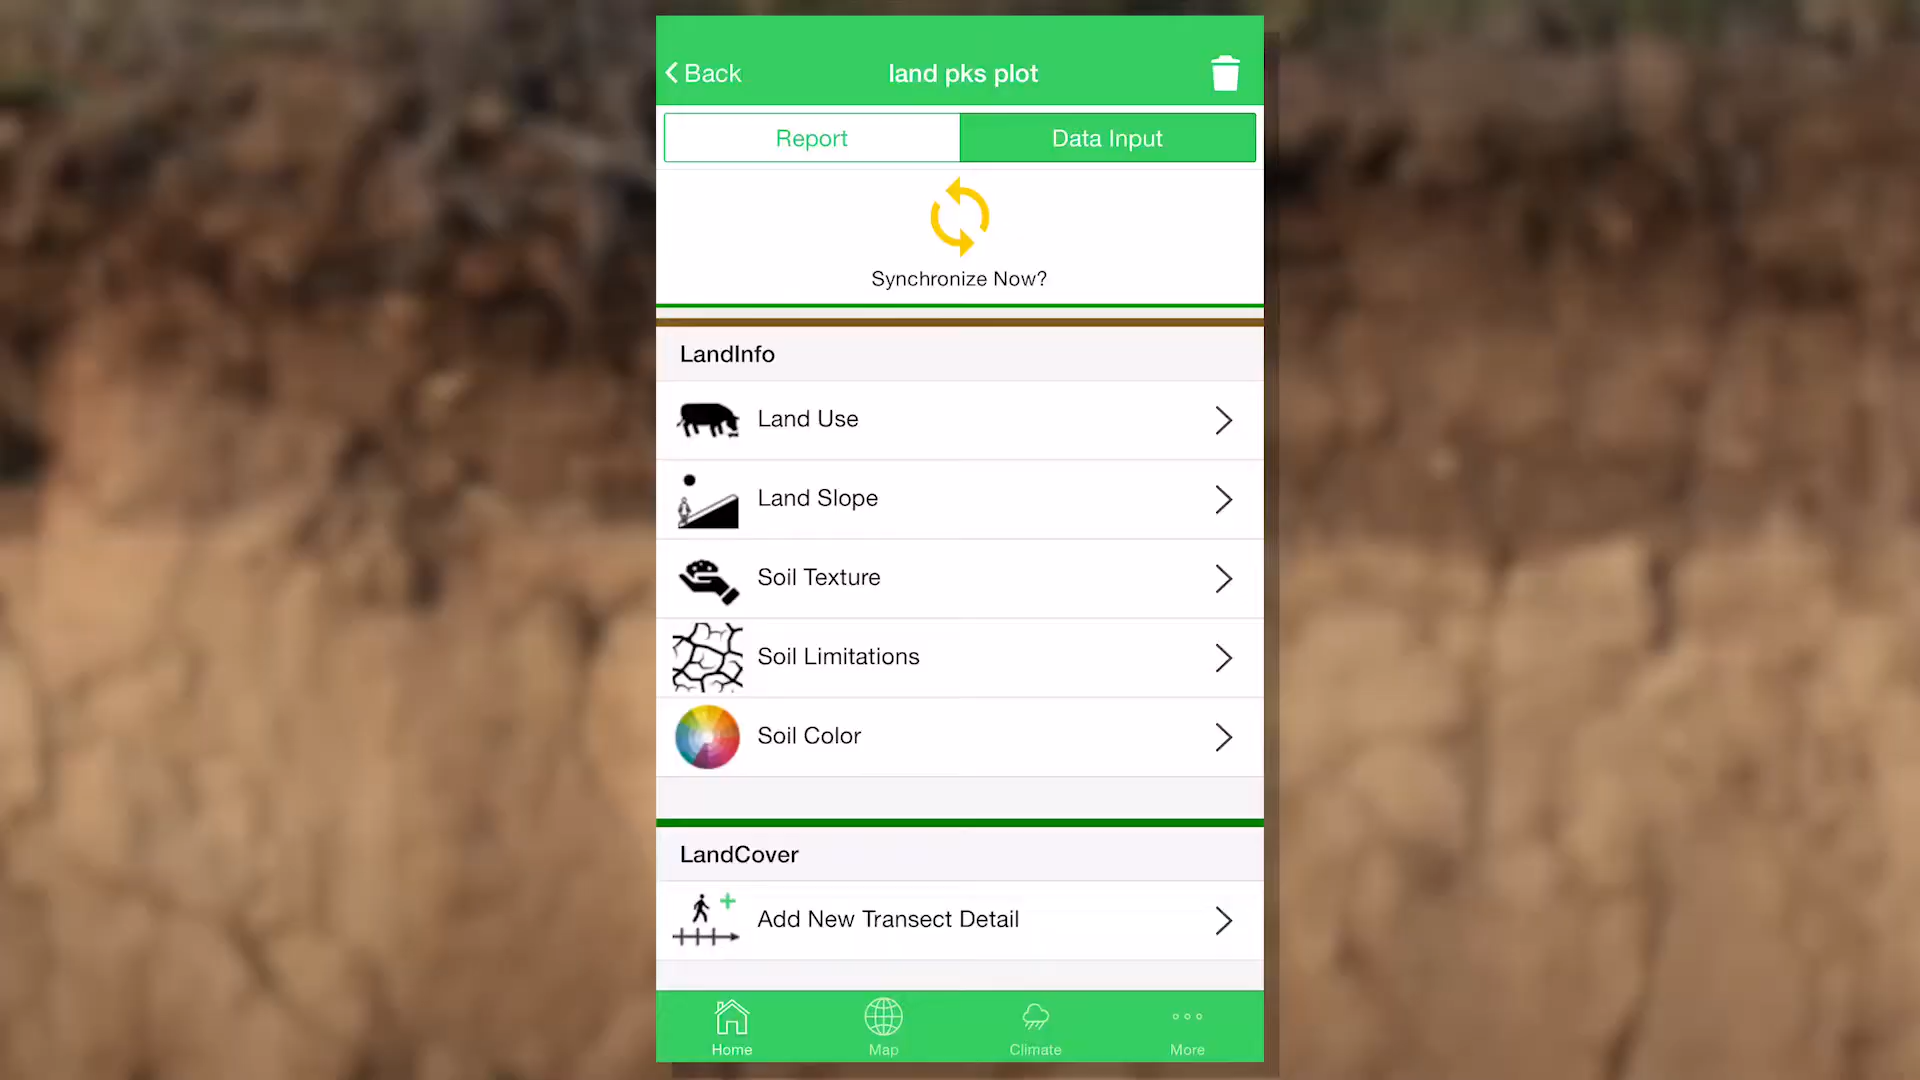 Back
land pks plot
Report
Data Input
Synchronize Now?
LandInfo
Land Use
Land Slope
Soil Texture
Soil Limitations
Soil Color
LandCover
Add New Transect Detail
Home
Map
Climate
More